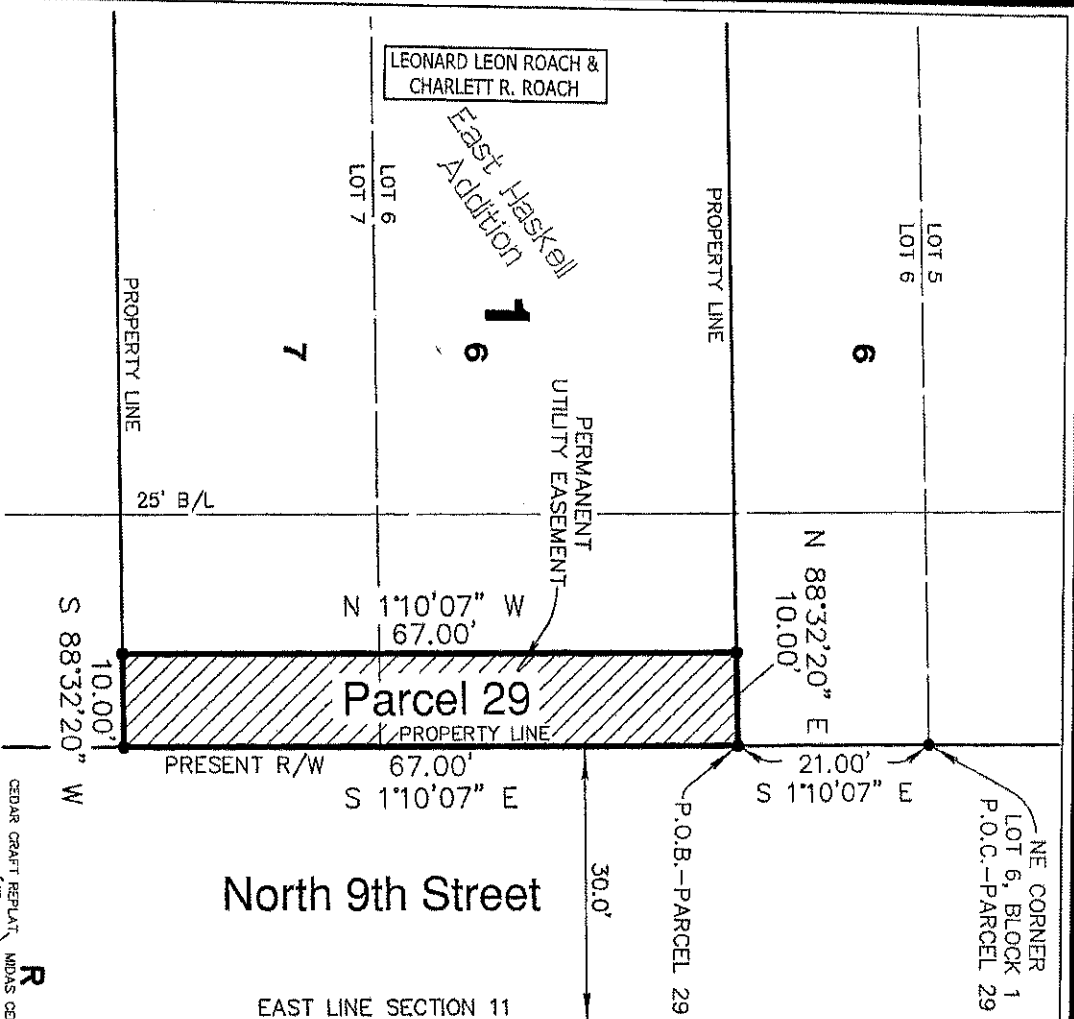 LEONARD LEON ROACH &
CHARLETT R. ROACH
East Haskell
Addition
LOT 6
LOT 7
PROPERTY LINE
LOT 5
LOT 6
1
6
7
6
PROPERTY LINE
25' B/L
PERMANENT
UTILITY EASEMENT
N 88°32'20" E
10.00'
N 1°10'07" W
67.00'
S 88°32'20" W
10.00'
Parcel 29
PROPERTY LINE
PRESENT R/W
67.00'
S 1°10'07" E
21.00'
S 1°10'07" E
P.O.B.-PARCEL 29
NE CORNER
LOT 6, BLOCK 1
P.O.C.-PARCEL 29
30.0'
North 9th Street
EAST LINE SECTION 11
CEDAR CRAFT REPLAT
MIDAS
R